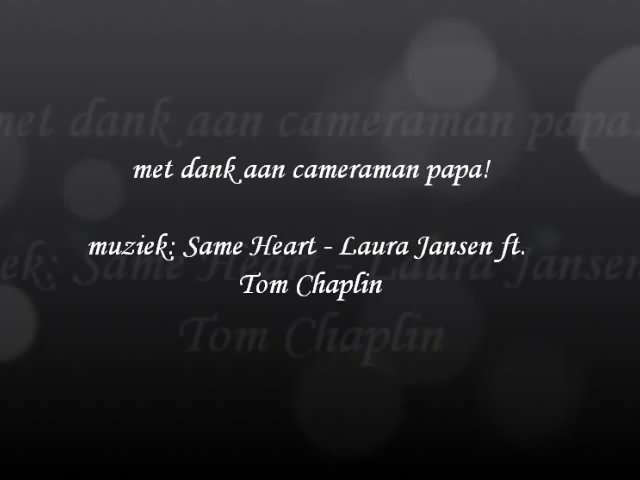 met dank aan cameraman papa!
muziek: Same Heart - Laura Jansen ft.
Tom Chaplin